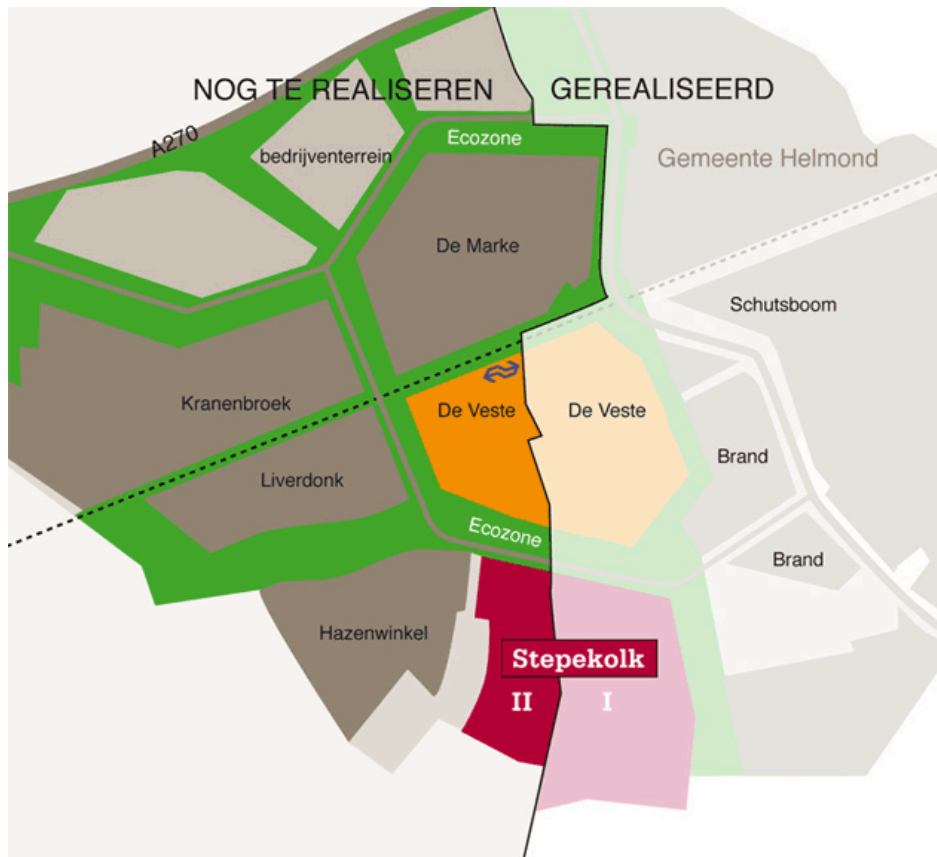 NOG TE REALISEREN
GEREALISEERD
A270
Ecozone
bedrijventerrein
Gemeente Helmond
De Marke
Schutsboom
Kranenbroek
De Veste
De Veste
Brand
Liverdonk
Ecozone
Brand
Hazenwinkel
Stepekolk
II
I